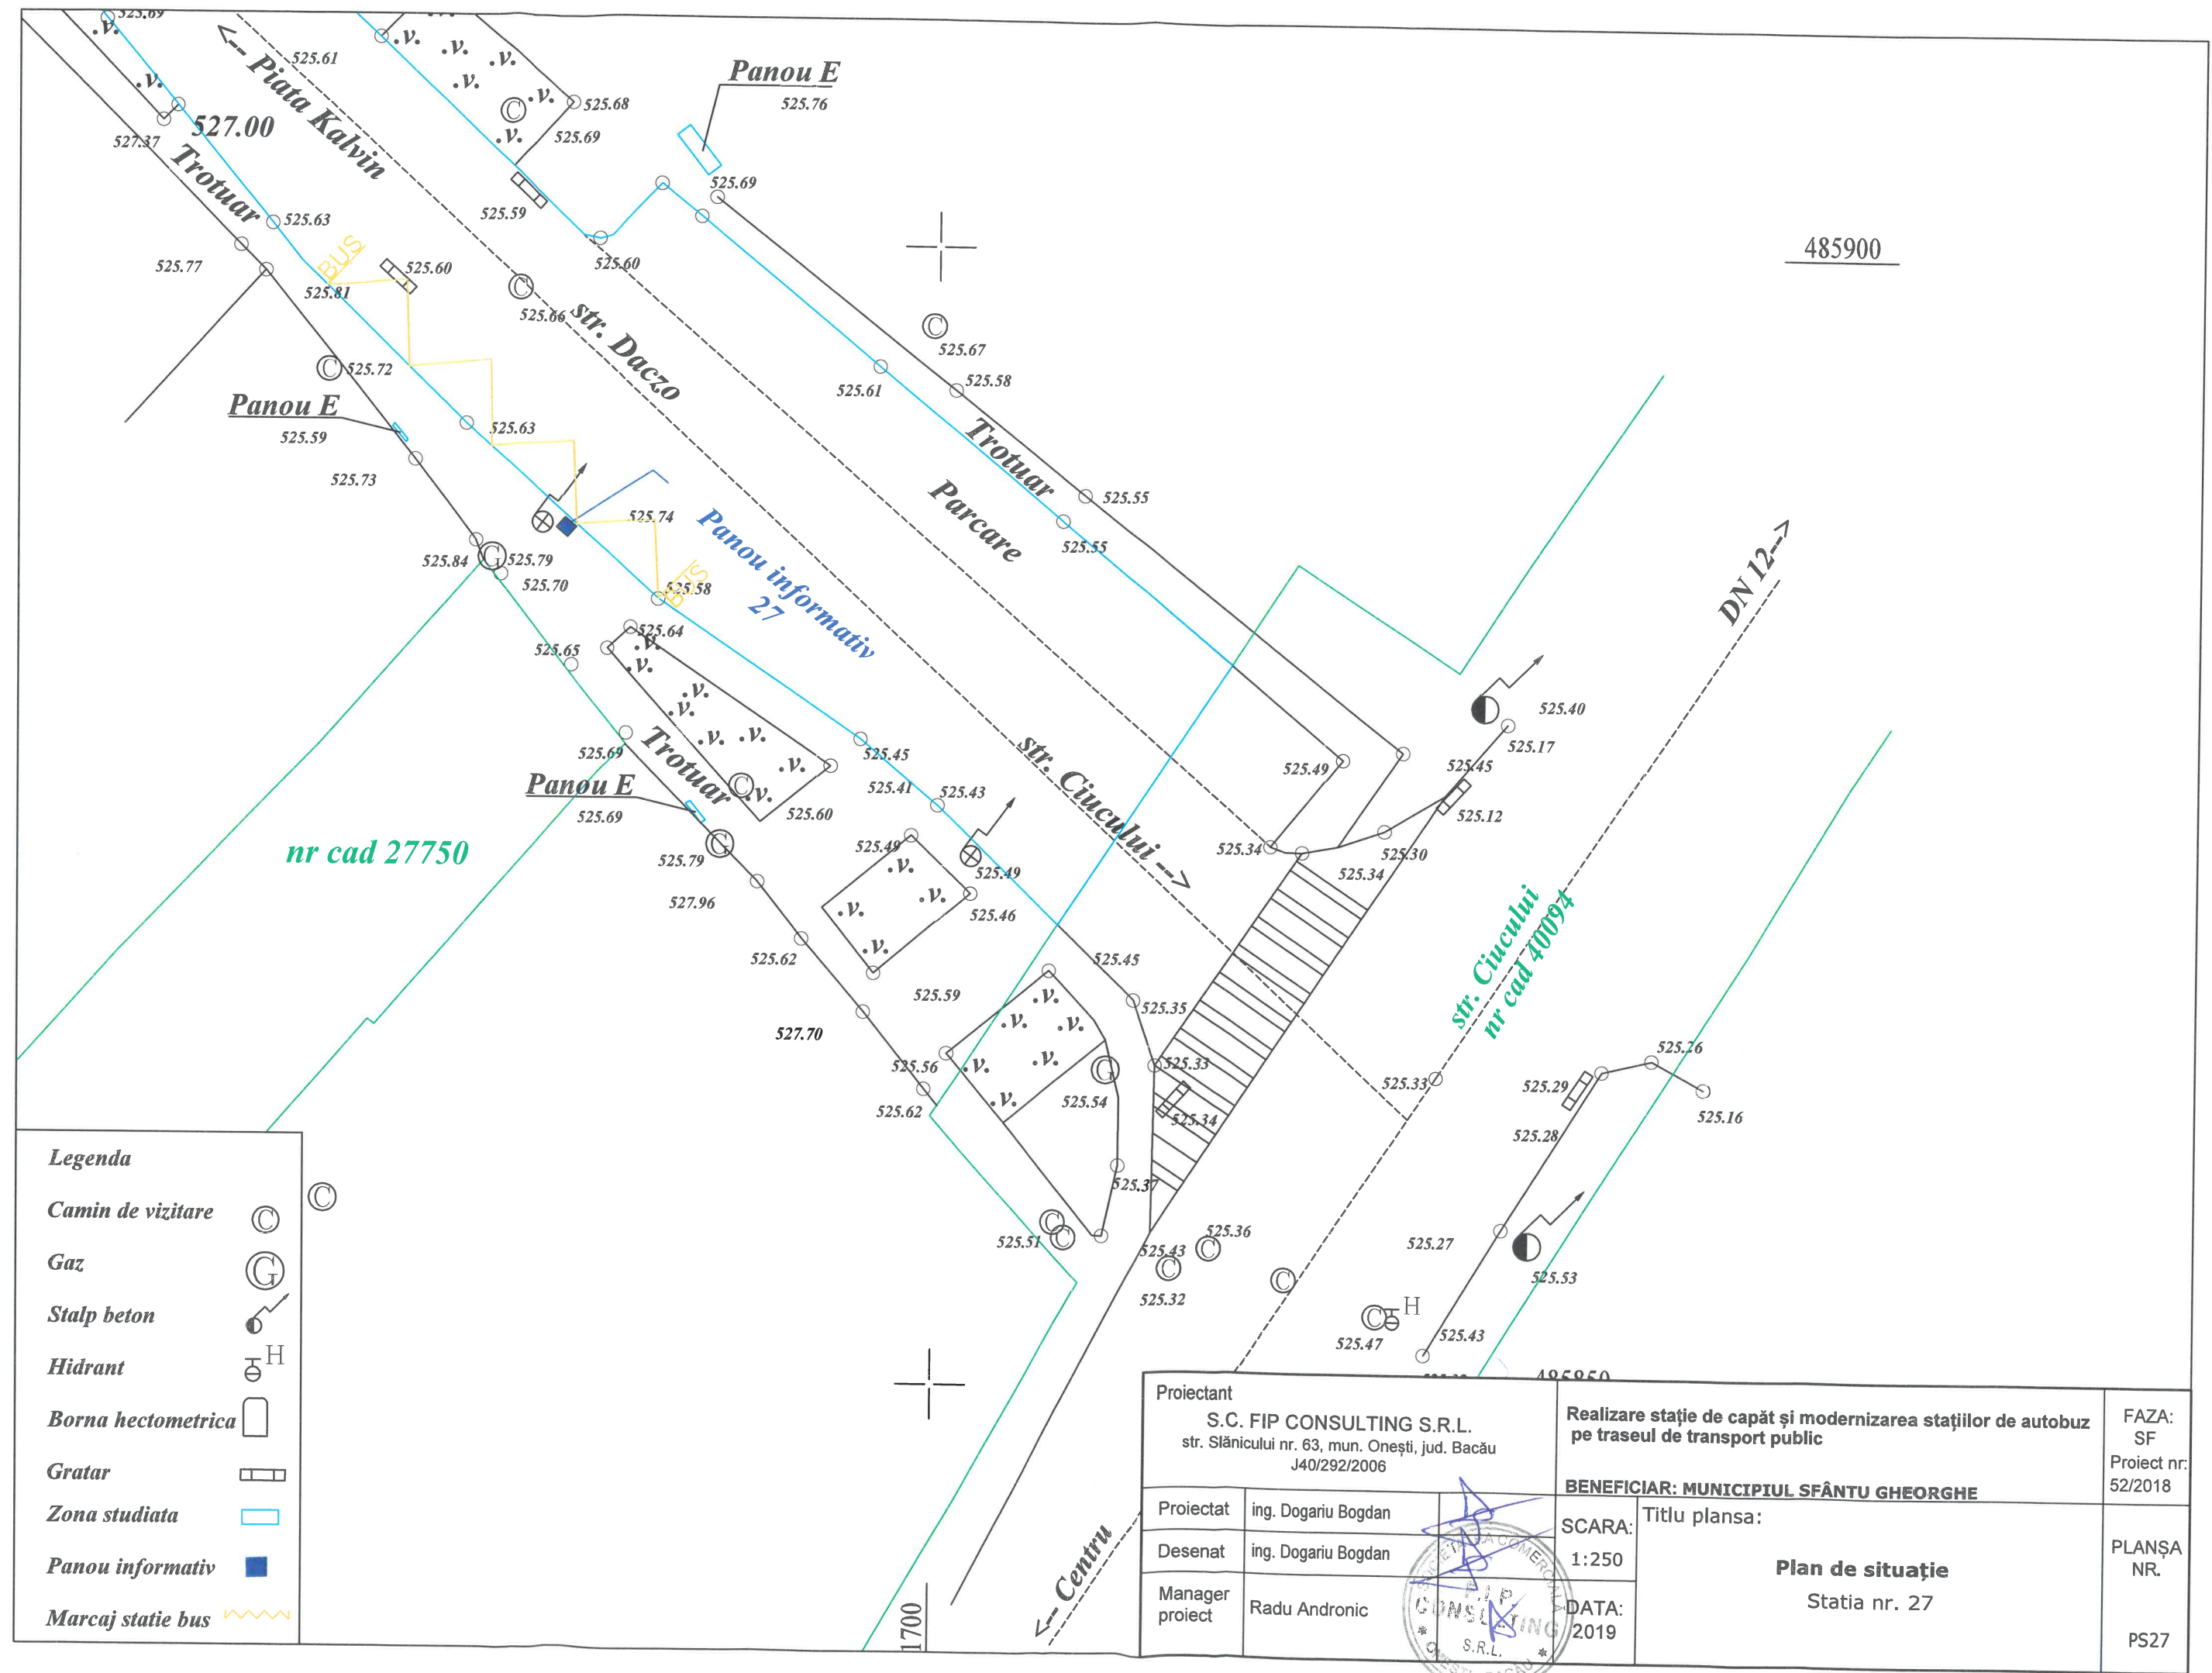 525.69
.v.
.v.
527.37
527.00
<-- Piata Kalvin
525.61
.v.
.v.
.v.
.v.
.v.
.v.
C
525.68
525.69
Panou E
525.76
Trotuar
525.63
525.59
525.69
525.60
485900
525.77
BUS
525.81
525.60
C
525.66
str. Daczo
C
525.67
525.58
525.61
C
525.72
Panou E
525.59
525.63
525.73
Trotuar
Parcare
525.55
525.55
525.74
Panou informativ
27
525.84
G
525.79
525.70
BUS
525.58
DN 12-->
525.64
525.65
.v.
.v.
.v.
.v.
.v.
.v.
.v.
.v.
C
525.69
Trotuar
Panou E
525.69
525.60
525.45
525.41
525.43
str. Ciucului -->
525.49
525.40
525.17
525.45
525.12
525.30
525.34
525.34
nr cad 27750
G
525.79
527.96
525.49
525.49
525.46
.v.
.v.
.v.
.v.
525.62
525.59
527.70
525.45
525.35
str. Ciucului
nr cad 40094
525.56
525.62
.v.
.v.
.v.
.v.
.v.
.v.
G
525.54
525.33
525.34
525.33
525.29
525.26
525.16
525.28
525.37
C
C
525.51
525.43
C
525.36
C
525.32
C
525.27
525.53
C
H
525.47
525.43
485850
Legenda
Camin de vizitare
C
C
Gaz
G
Stalp beton
Hidrant
H
Borna hectometrica
Gratar
Zona studiata
Panou informativ
Marcaj statie bus
1700
<-- Centru
Proiectant
S.C. FIP CONSULTING S.R.L.
str. Slănicului nr. 63, mun. Onești, jud. Bacău
J40/292/2006
Realizare stație de capăt și modernizarea stațiilor de autobuz
pe traseul de transport public
BENEFICIAR: MUNICIPIUL SFÂNTU GHEORGHE
FAZA:
SF
Proiect nr:
52/2018
Proiectat
ing. Dogariu Bogdan
Desenat
ing. Dogariu Bogdan
Manager
proiect
Radu Andronic
F.I.P.
CONSULTING
S.R.L.
SCARA:
1:250
DATA:
2019
Titlu plansa:
Plan de situație
Statia nr. 27
PLANȘA
NR.
PS27